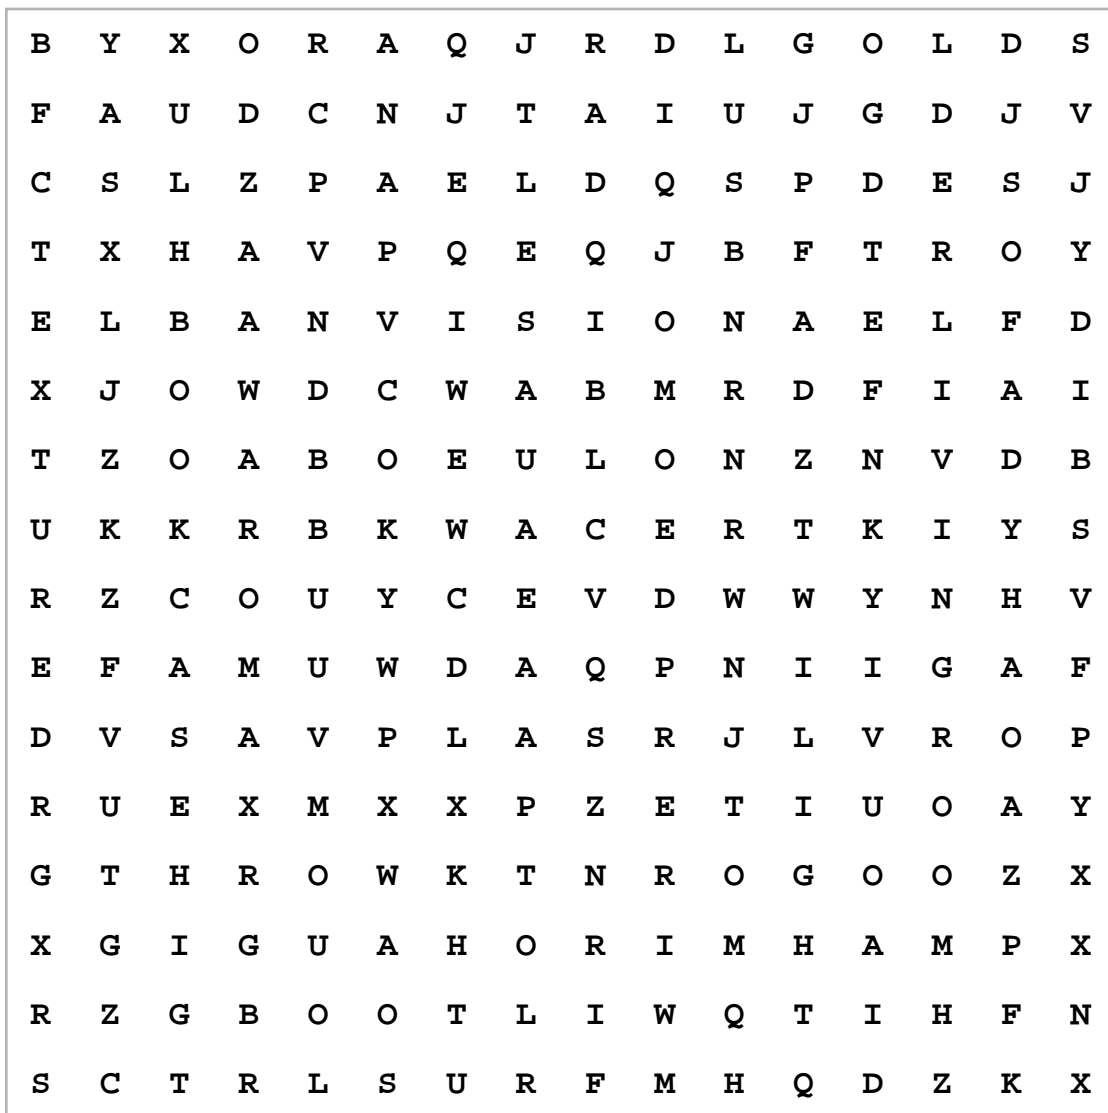 B Y X O R A Q J R D L G O L D S
F A U D C N J T A I U J G D J V
C S L Z P A E L D Q S P D E S J
T X H A V P Q E Q J B F T R O Y
E L B A N V I S I O N A E L F D
X J O W D C W A B M R D F I A I
T Z O A B O E U L O N Z N V D B
U K K R B K W A C E R T K I Y S
R Z C O U Y C E V D W W Y N H V
E F A M U W D A Q P N I I G A F
D V S A V P L A S R J L V R O P
R U E X M X X P Z E T I U O A Y
G T H R O W K T N R O G O O Z X
X G I G U A H O R I M H A M P X
R Z G B O O T L I W Q T I H F N
S C T R L S U R F M H Q D Z K X